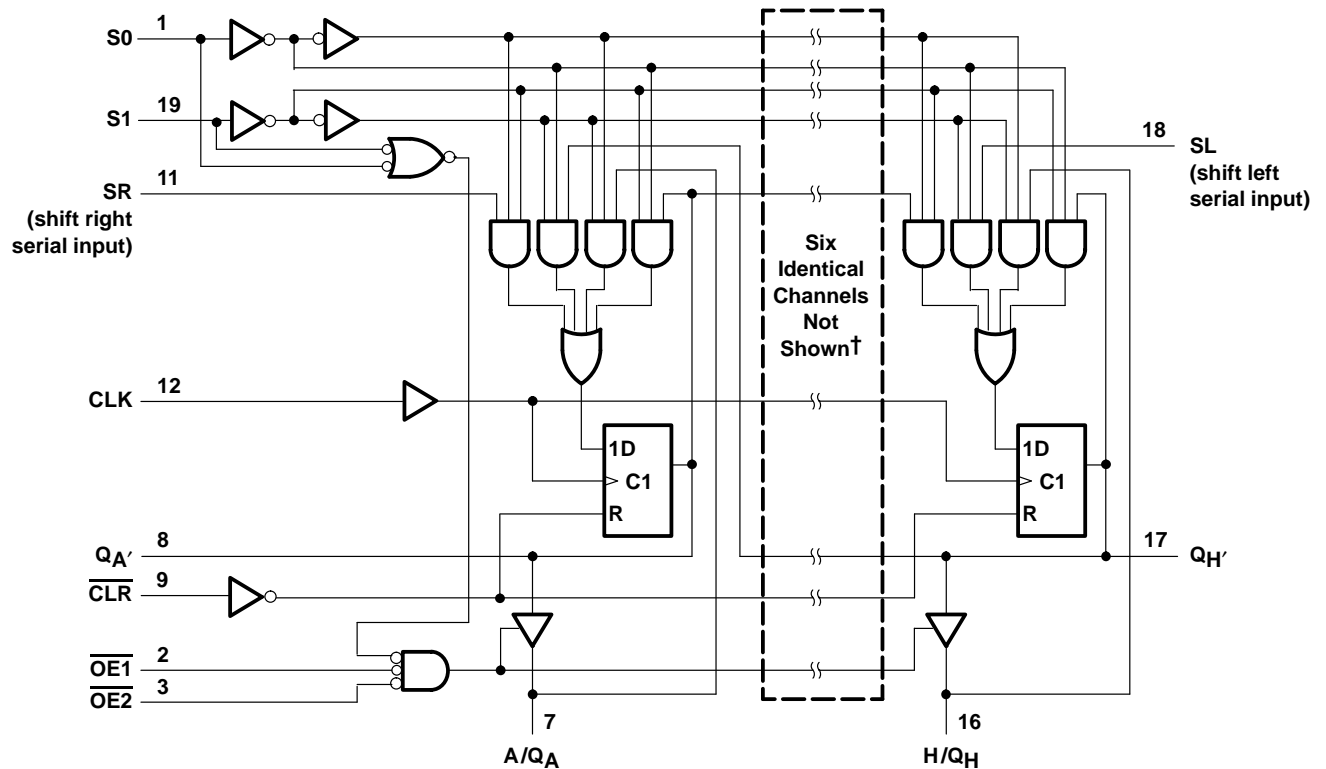 S0
1
S1
19
SR
11
(shift right
serial input)
18
SL
(shift left
serial input)
Six
Identical
Channels
Not
Shown†
CLK
12
1D
C1
R
1D
C1
R
QA′
8
17
QH′
CLR
9
OE1
2
OE2
3
7
A/QA
16
H/QH